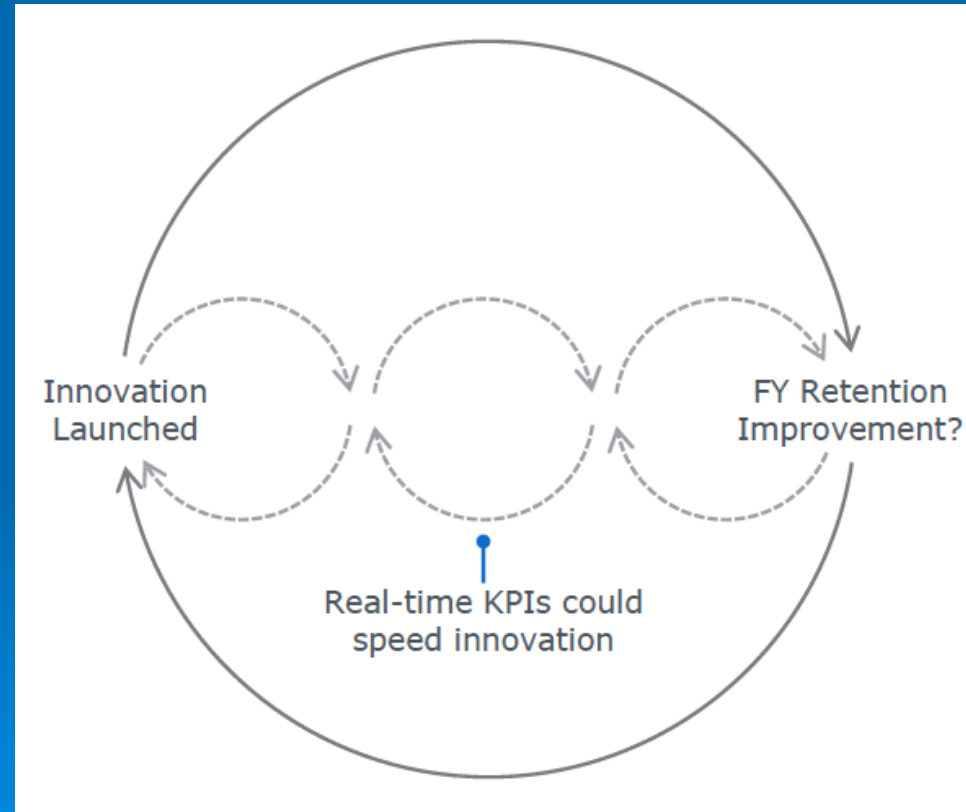 Innovation
Launched
FY Retention
Improvement?
Real-time KPIs could
speed innovation